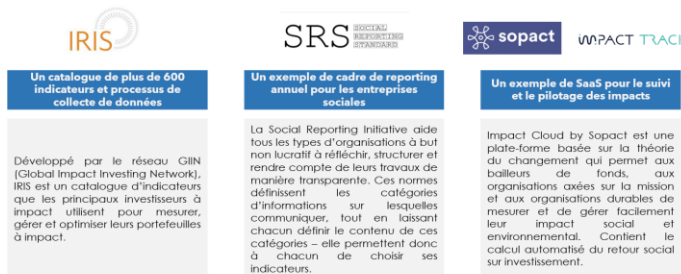 IRIS
Un catalogue de plus de 600
indicateurs et processus de
collecte de données
Développé par le réseau GIIN
(Global Impact Investing Network),
IRIS est un catalogue d'indicateurs
que les principaux investisseurs à
impact utilisent pour mesurer,
gérer et optimiser leurs portefeuilles
à impact.
SRS SOCIAL
REPORTING
STANDARD
Un exemple de cadre de reporting
annuel pour les entreprises
sociales
La Social Reporting Initiative aide
tous les types d'organisations à but
non lucratif à réfléchir, structurer et
rendre compte de leurs travaux de
manière transparente. Ces normes
définissent les catégories
d'informations sur lesquelles
communiquer, tout en laissant
chacun définir le contenu de ces
catégories – elle permettent donc
à chacun de choisir ses
indicateurs.
sopact IMPACT TRACK
Un exemple de SaaS pour le suivi
et le pilotage des impacts
Impact Cloud by Sopact est une
plate-forme basée sur la théorie
du changement qui permet aux
bailleurs de fonds, aux
organisations axées sur la mission
et aux organisations durables de
mesurer et de gérer facilement
leur impact social et
environnemental. Contient le
calcul automatisé du retour social
sur investissement.